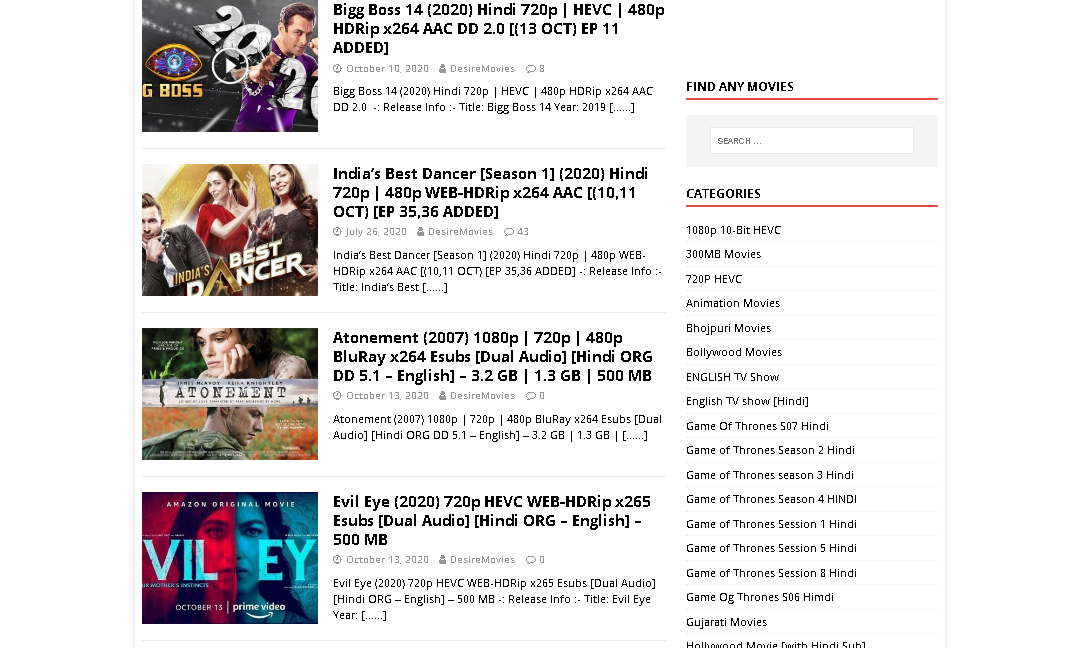 Bigg Boss 14 (2020) Hindi 720p | HEVC | 480p
HDRip x264 AAC DD 2.0 [(13 OCT) EP 11
ADDED]
October 10, 2020 DesireMovies 8
Bigg Boss 14 (2020) Hindi 720p | HEVC | 480p HDRip x264 AAC
DD 2.0 -: Release Info :- Title: Bigg Boss 14 Year: 2019 [……]
G BOSS
India’s Best Dancer [Season 1] (2020) Hindi
720p | 480p WEB-HDRip x264 AAC [(10,11
OCT) [EP 35,36 ADDED]
July 26, 2020 DesireMovies 43
India’s Best Dancer [Season 1] (2020) Hindi 720p | 480p WEB-
HDRip x264 AAC [(10,11 OCT) [EP 35,36 ADDED] -: Release Info :-
Title: India’s Best [……]
INDIA'S BEST
DANCER
Atonement (2007) 1080p | 720p | 480p
BluRay x264 Esubs [Dual Audio] [Hindi ORG
DD 5.1 – English] – 3.2 GB | 1.3 GB | 500 MB
October 13, 2020 DesireMovies 0
Atonement (2007) 1080p | 720p | 480p BluRay x264 Esubs [Dual
Audio] [Hindi ORG DD 5.1 – English] – 3.2 GB | 1.3 GB | [……]
JAMES McAVOY KEIRA KNIGHTLEY
ATONEMENT
Evil Eye (2020) 720p HEVC WEB-HDRip x265
Esubs [Dual Audio] [Hindi ORG – English] –
500 MB
October 13, 2020 DesireMovies 0
Evil Eye (2020) 720p HEVC WEB-HDRip x265 Esubs [Dual Audio]
[Hindi ORG – English] – 500 MB -: Release Info :- Title: Evil Eye
Year: [……]
AMAZON ORIGINAL MOVIE
VIL EY
OCTOBER 13 | prime video
FIND ANY MOVIES
SEARCH …
CATEGORIES
1080p 10-Bit HEVC
300MB Movies
720P HEVC
Animation Movies
Bhojpuri Movies
Bollywood Movies
ENGLISH TV Show
English TV show [Hindi]
Game Of Thrones S07 Hindi
Game of Thrones Season 2 Hindi
Game of Thrones season 3 Hindi
Game of Thrones Season 4 HINDI
Game of Thrones Session 1 Hindi
Game of Thrones Session 5 Hindi
Game of Thrones Session 8 Hindi
Game Og Thrones S06 Himdi
Gujarati Movies
Hollywood Movie [with Hindi Sub]